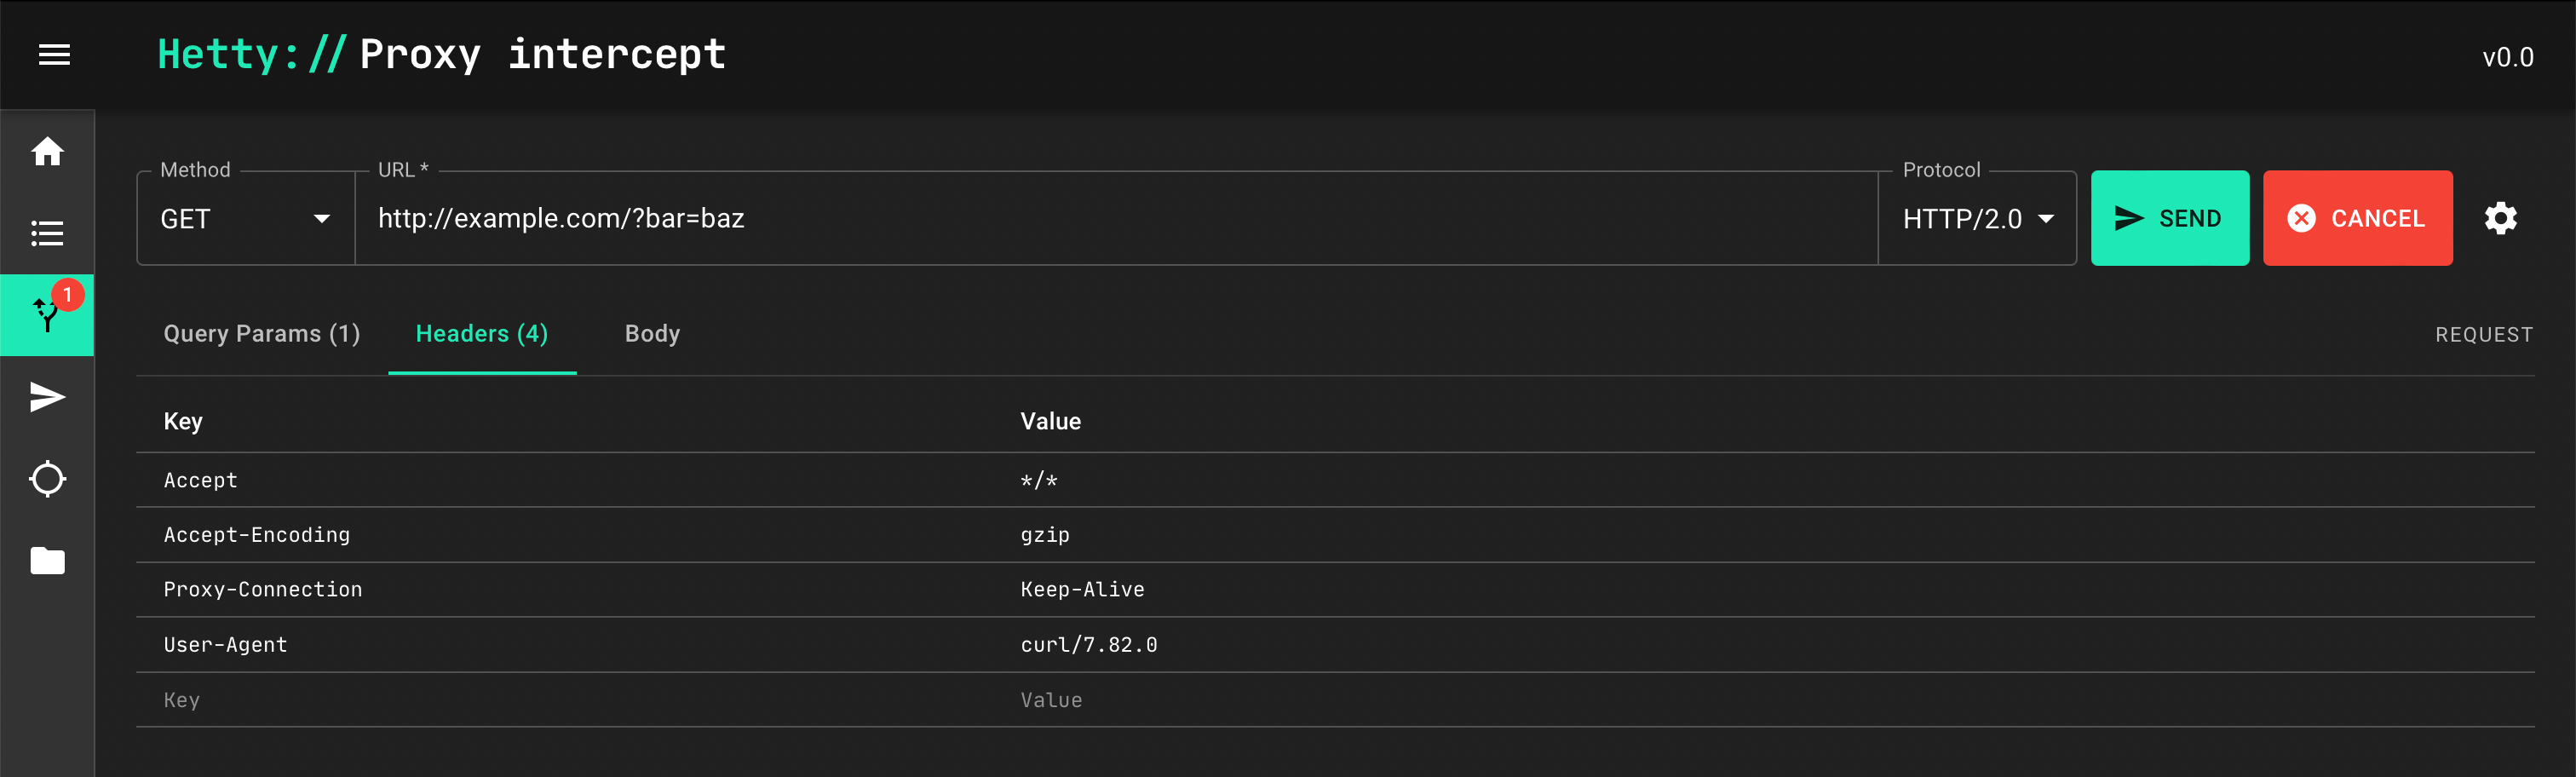 Hetty:// Proxy intercept
v0.0
Method
URL *
Protocol
GET
http://example.com/?bar=baz
HTTP/2.0
SEND
CANCEL
1
Query Params (1)
Headers (4)
Body
REQUEST
Key
Value
Accept
*/*
Accept-Encoding
gzip
Proxy-Connection
Keep-Alive
User-Agent
curl/7.82.0
Key
Value